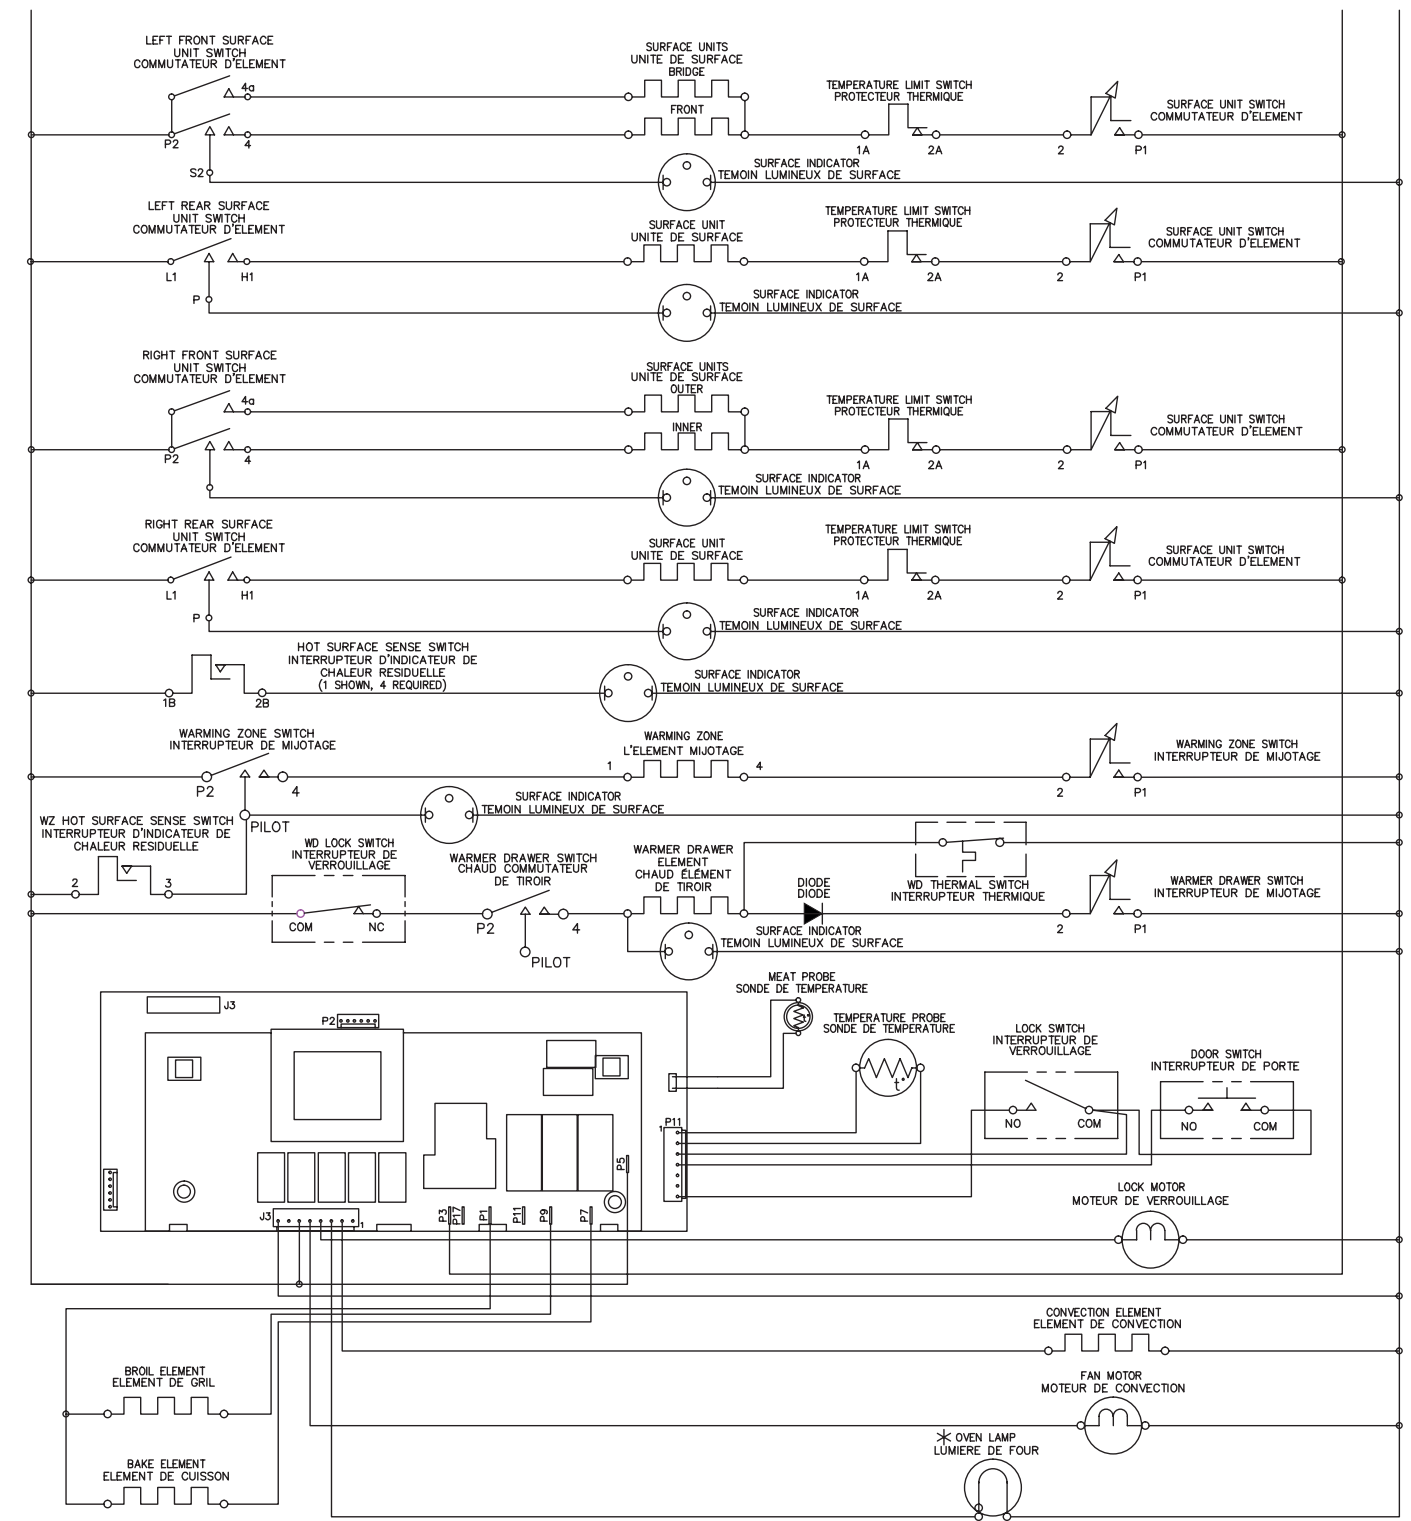 LEFT FRONT SURFACE
UNIT SWITCH
COMMUTATEUR D'ELEMENT
4a
P2
4
S2
SURFACE UNITS
UNITE DE SURFACE
BRIDGE
FRONT
TEMPERATURE LIMIT SWITCH
PROTECTEUR THERMIQUE
1A
2A
SURFACE UNIT SWITCH
COMMUTATEUR D'ELEMENT
2
P1
SURFACE INDICATOR
TEMOIN LUMINEUX DE SURFACE
LEFT REAR SURFACE
UNIT SWITCH
COMMUTATEUR D'ELEMENT
L1
H1
P
SURFACE UNIT
UNITE DE SURFACE
TEMPERATURE LIMIT SWITCH
PROTECTEUR THERMIQUE
1A
2A
SURFACE UNIT SWITCH
COMMUTATEUR D'ELEMENT
2
P1
SURFACE INDICATOR
TEMOIN LUMINEUX DE SURFACE
RIGHT FRONT SURFACE
UNIT SWITCH
COMMUTATEUR D'ELEMENT
4a
P2
4
SURFACE UNITS
UNITE DE SURFACE
OUTER
INNER
TEMPERATURE LIMIT SWITCH
PROTECTEUR THERMIQUE
1A
2A
SURFACE UNIT SWITCH
COMMUTATEUR D'ELEMENT
2
P1
SURFACE INDICATOR
TEMOIN LUMINEUX DE SURFACE
RIGHT REAR SURFACE
UNIT SWITCH
COMMUTATEUR D'ELEMENT
L1
H1
P
SURFACE UNIT
UNITE DE SURFACE
TEMPERATURE LIMIT SWITCH
PROTECTEUR THERMIQUE
1A
2A
SURFACE UNIT SWITCH
COMMUTATEUR D'ELEMENT
2
P1
SURFACE INDICATOR
TEMOIN LUMINEUX DE SURFACE
HOT SURFACE SENSE SWITCH
INTERRUPTEUR D'INDICATEUR DE
CHALEUR RESIDUELLE
(1 SHOWN, 4 REQUIRED)
1B
2B
SURFACE INDICATOR
TEMOIN LUMINEUX DE SURFACE
WARMING ZONE SWITCH
INTERRUPTEUR DE MIJOTAGE
P2
4
PILOT
WARMING ZONE
L'ELEMENT MIJOTAGE
1
4
WARMING ZONE SWITCH
INTERRUPTEUR DE MIJOTAGE
2
P1
SURFACE INDICATOR
TEMOIN LUMINEUX DE SURFACE
WZ HOT SURFACE SENSE SWITCH
INTERRUPTEUR D'INDICATEUR DE
CHALEUR RESIDUELLE
2
3
WD LOCK SWITCH
INTERRUPTEUR DE
VERROUILLAGE
COM
NC
WARMER DRAWER SWITCH
CHAUD COMMUTATEUR
DE TIROIR
P2
4
PILOT
WARMER DRAWER
ELEMENT
CHAUD ÉLÉMENT
DE TIROIR
DIODE
DIODE
WD THERMAL SWITCH
INTERRUPTEUR THERMIQUE
WARMER DRAWER SWITCH
INTERRUPTEUR DE MIJOTAGE
2
P1
SURFACE INDICATOR
TEMOIN LUMINEUX DE SURFACE
J3
P2
MEAT PROBE
SONDE DE TEMPERATURE
t°
TEMPERATURE PROBE
SONDE DE TEMPERATURE
t°
LOCK SWITCH
INTERRUPTEUR DE
VERROUILLAGE
NO
COM
DOOR SWITCH
INTERRUPTEUR DE PORTE
NO
COM
P11
1
P5
J3
1
P3
P17
P1
P11
P9
P7
LOCK MOTOR
MOTEUR DE VERROUILLAGE
CONVECTION ELEMENT
ELEMENT DE CONVECTION
BROIL ELEMENT
ELEMENT DE GRIL
FAN MOTOR
MOTEUR DE CONVECTION
BAKE ELEMENT
ELEMENT DE CUISSON
* OVEN LAMP
LUMIERE DE FOUR